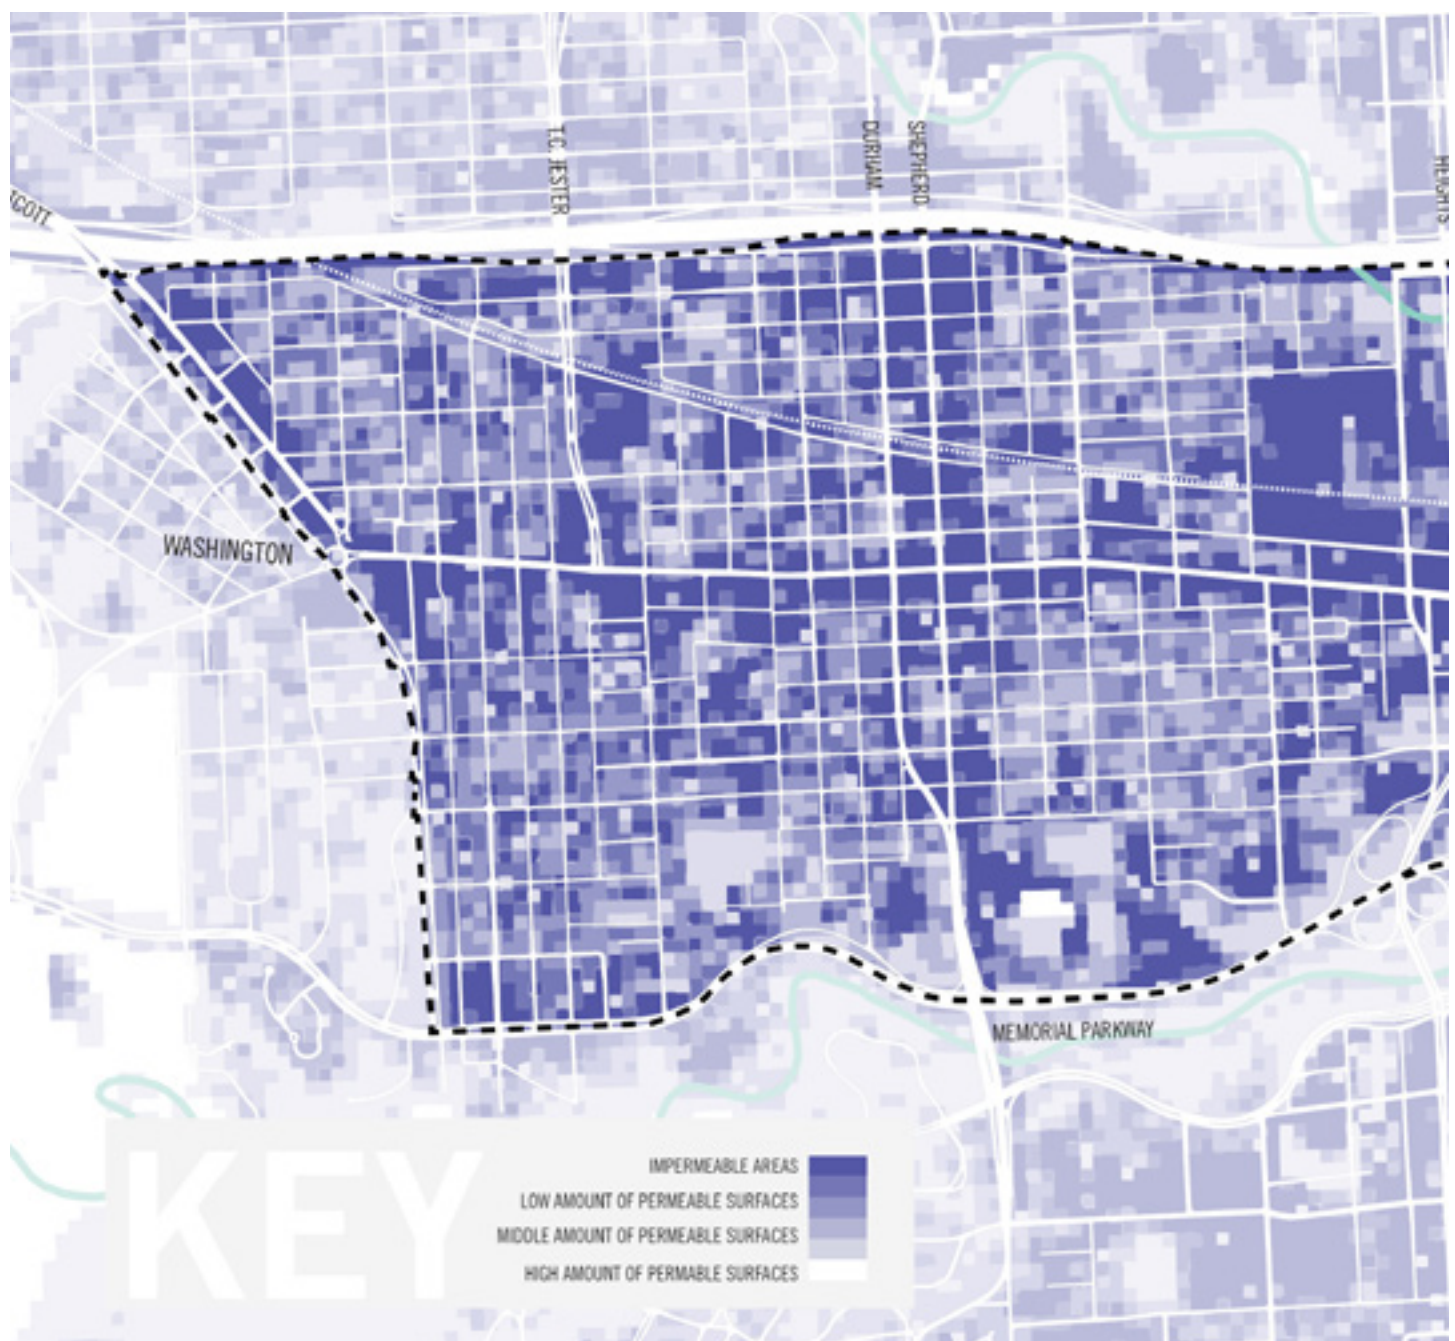 T.C. JESTER
DURHAM
SHEPHERD
HEIGHTS
WASHINGTON
MEMORIAL PARKWAY
KEY
IMPERMEABLE AREAS
LOW AMOUNT OF PERMEABLE SURFACES
MIDDLE AMOUNT OF PERMEABLE SURFACES
HIGH AMOUNT OF PERMABLE SURFACES